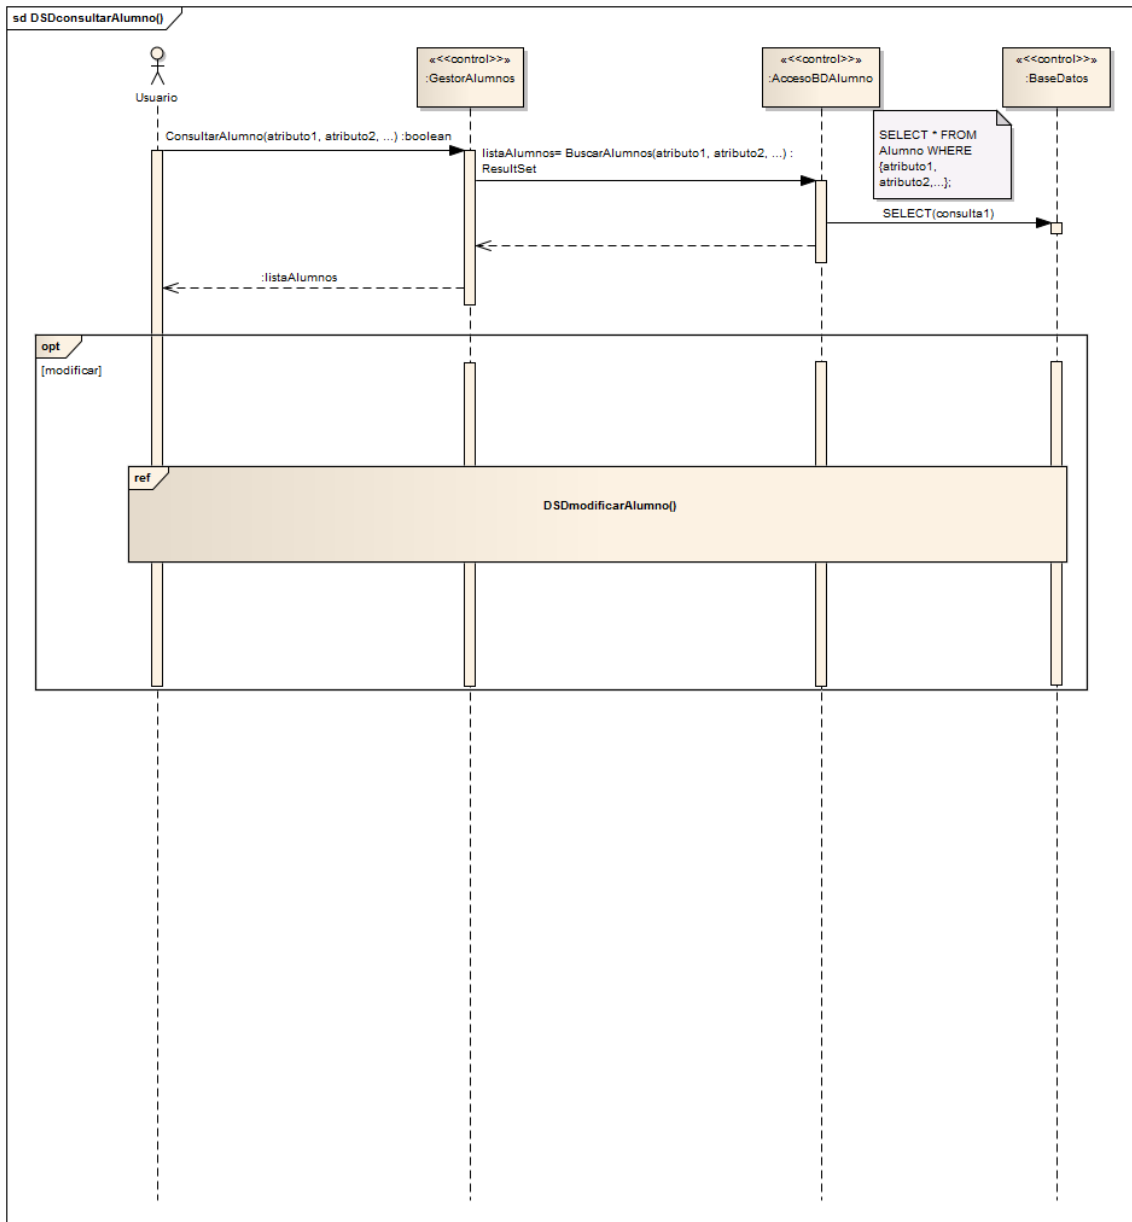 sd DSDconsultarAlumno()
Usuario
«<<control>>»
:GestorAlumnos
«<<control>>»
:AccesoBDAlumno
«<<control>>»
:BaseDatos
SELECT * FROM
Alumno WHERE
{atributo1,
atributo2,...};
ConsultarAlumno(atributo1, atributo2, ...) :boolean
listaAlumnos= BuscarAlumnos(atributo1, atributo2, ...) :
ResultSet
SELECT(consulta1)
:listaAlumnos
opt
[modificar]
ref
DSDmodificarAlumno()